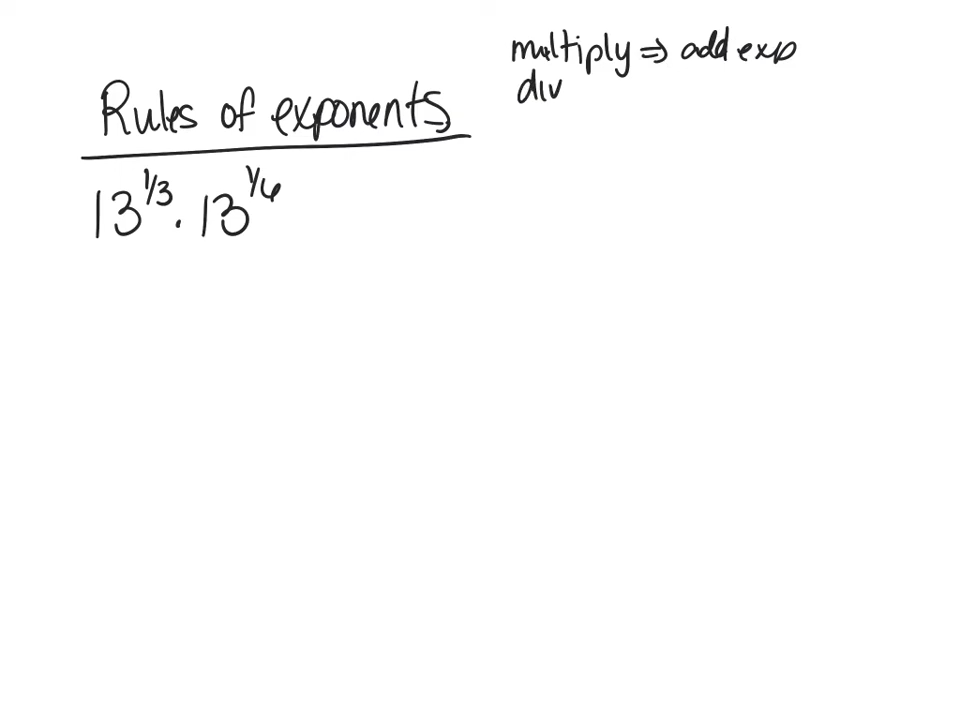 multiply ⇒ add exp
div
Rules of exponents
13^1/3 · 13^1/6